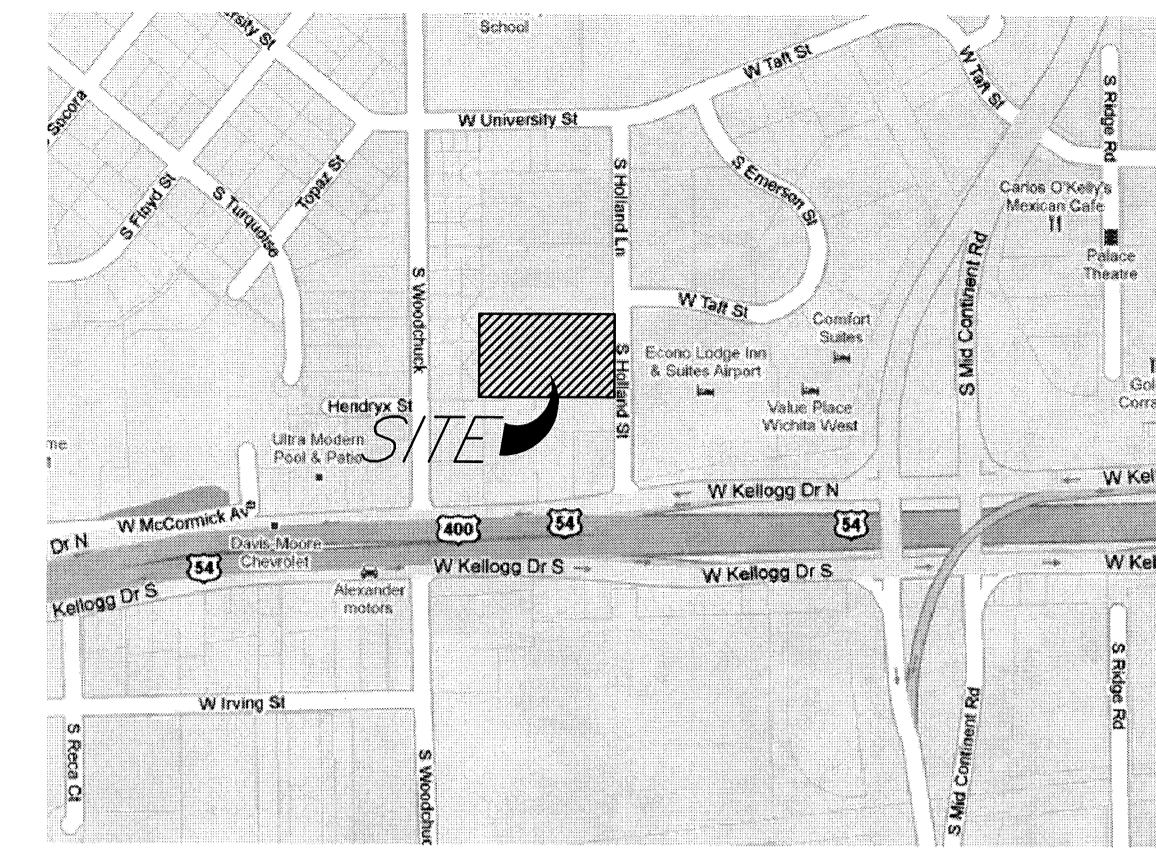 School
W Taft St
W Taft St
S Ridge Rd
W University St
Socora
Topaz St
S Floyd St
S Turquoise
S Holland Ln
S Emerson St
Carlos O'Kelly's
Mexican Cafe
Palace
Theatre
S Woodchuck
S Mid Continent Rd
W Taft St
Comfort
Suites
S Holland St
Econo Lodge Inn
& Suites Airport
Value Place
Wichita West
Hendryx St
SITE
Ultra Modern
Pool & Patio
W Kellogg Dr N
W McCormick Av
Dr N
400
54
54
54
Davis-Moore
Chevrolet
W Kellogg Dr S
W Kellogg Dr S
Kellogg Dr S
Alexander
motors
W Irving St
S Reca Ct
S Ridge Rd
S Mid Continent Rd